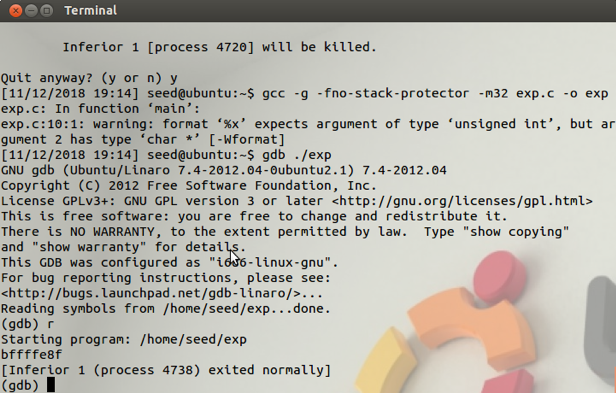 Terminal
Inferior 1 [process 4720] will be killed.
Quit anyway? (y or n) y
[11/12/2018 19:14] seed@ubuntu:~$ gcc -g -fno-stack-protector -m32 exp.c -o exp
exp.c: In function ‘main’:
exp.c:10:1: warning: format ‘%x’ expects argument of type ‘unsigned int’, but ar
gument 2 has type ‘char *’ [-Wformat]
[11/12/2018 19:14] seed@ubuntu:~$ gdb ./exp
GNU gdb (Ubuntu/Linaro 7.4-2012.04-0ubuntu2.1) 7.4-2012.04
Copyright (C) 2012 Free Software Foundation, Inc.
License GPLv3+: GNU GPL version 3 or later <http://gnu.org/licenses/gpl.html>
This is free software: you are free to change and redistribute it.
There is NO WARRANTY, to the extent permitted by law.  Type "show copying"
and "show warranty" for details.
This GDB was configured as "i686-linux-gnu".
For bug reporting instructions, please see:
<http://bugs.launchpad.net/gdb-linaro/>...
Reading symbols from /home/seed/exp...done.
(gdb) r
Starting program: /home/seed/exp
bffffe8f
[Inferior 1 (process 4738) exited normally]
(gdb)